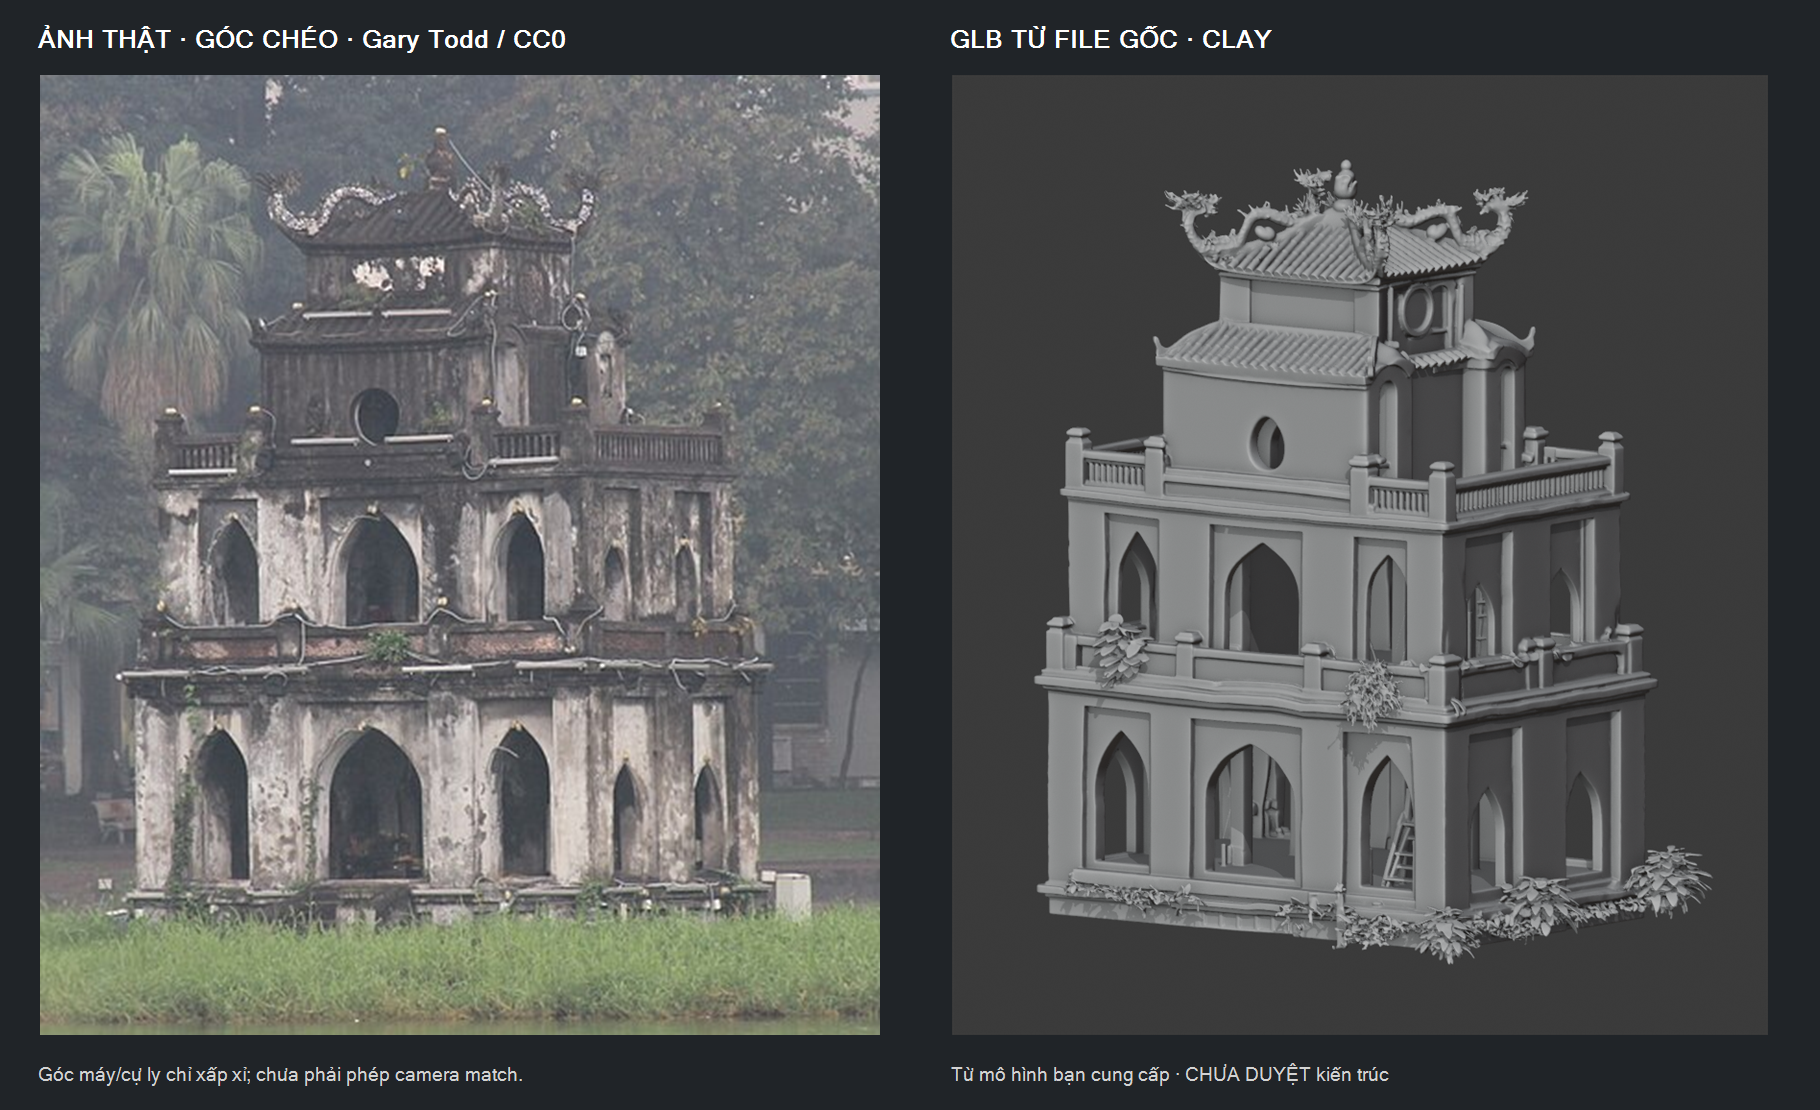 ẢNH THẬT · GÓC CHÉO · Gary Todd / CC0
GLB TỪ FILE GỐC · CLAY
Góc máy/cự ly chỉ xấp xỉ; chưa phải phép camera match.
Từ mô hình bạn cung cấp · CHƯA DUYỆT kiến trúc